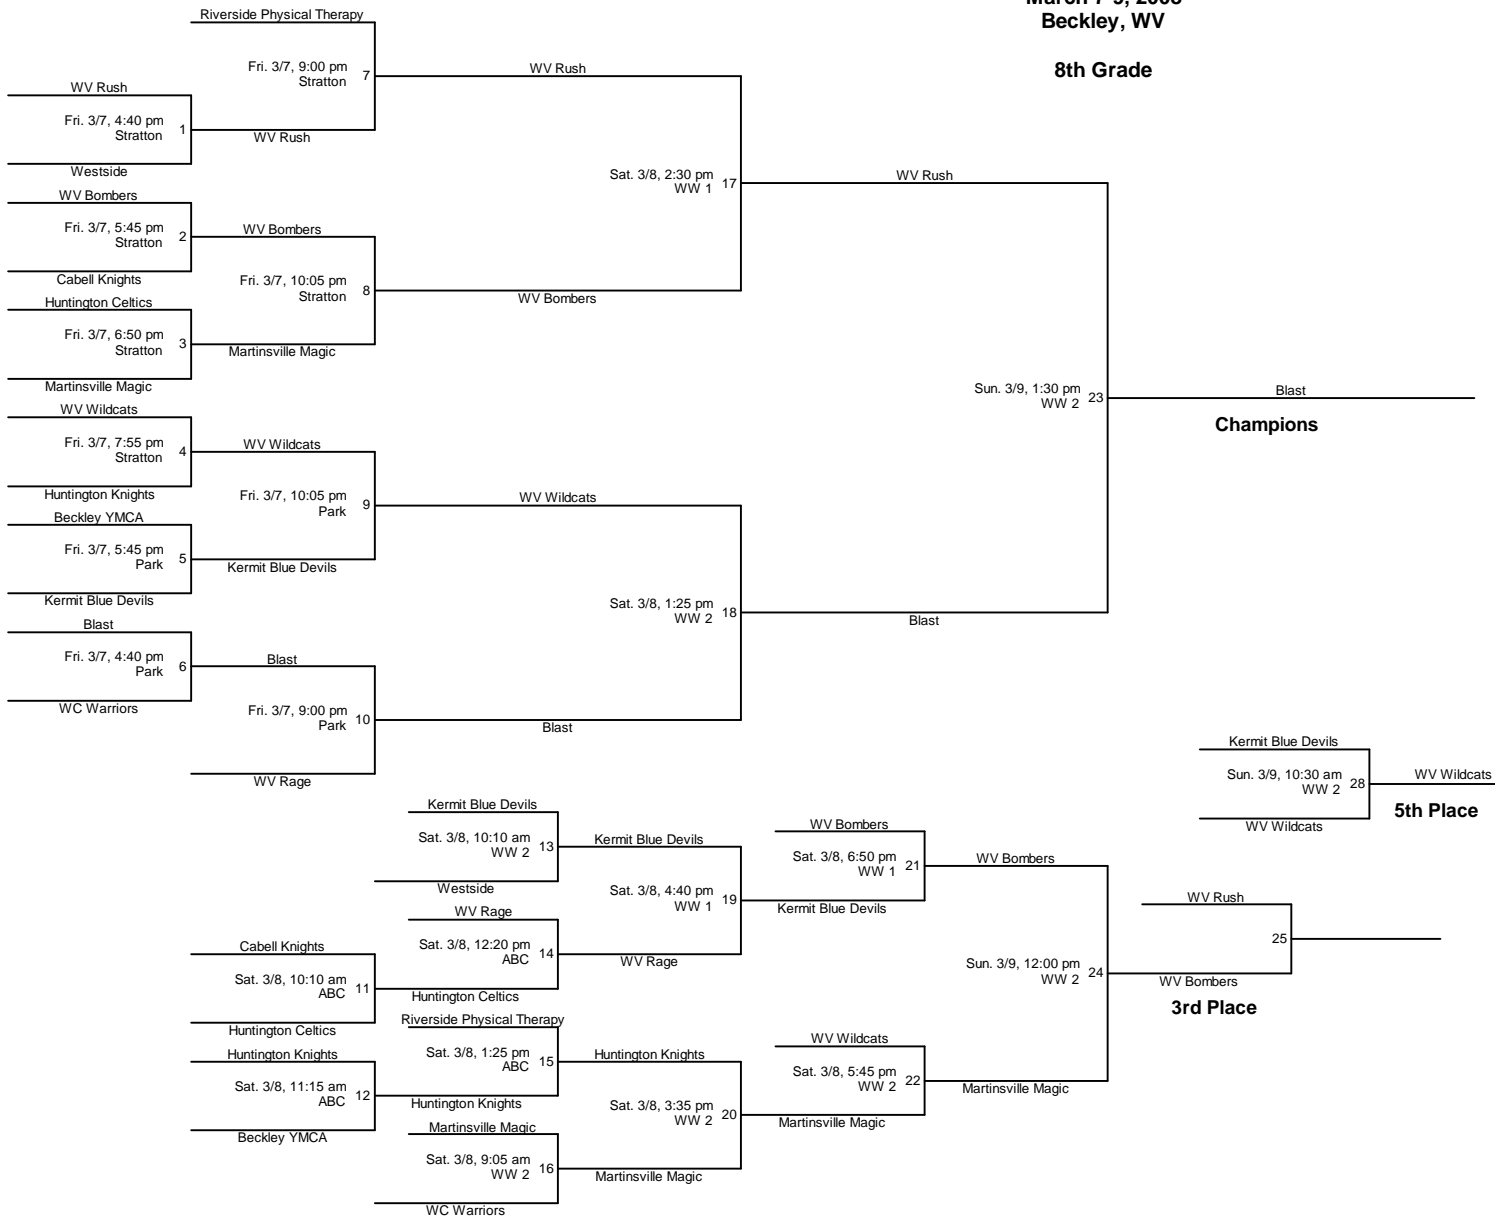 Beckley, WV
8th Grade
Riverside Physical Therapy
Fri. 3/7, 9:00 pm
Stratton
7
WV Rush
WV Rush
Fri. 3/7, 4:40 pm
Stratton
1
WV Rush
Westside
Sat. 3/8, 2:30 pm
WW 1
17
WV Rush
WV Bombers
Fri. 3/7, 5:45 pm
Stratton
2
WV Bombers
Cabell Knights
Fri. 3/7, 10:05 pm
Stratton
8
WV Bombers
Huntington Celtics
Fri. 3/7, 6:50 pm
Stratton
3
Martinsville Magic
Martinsville Magic
Sun. 3/9, 1:30 pm
WW 2
23
Blast
Champions
WV Wildcats
Fri. 3/7, 7:55 pm
Stratton
4
WV Wildcats
Huntington Knights
Fri. 3/7, 10:05 pm
Park
9
WV Wildcats
Beckley YMCA
Fri. 3/7, 5:45 pm
Park
5
Kermit Blue Devils
Kermit Blue Devils
Sat. 3/8, 1:25 pm
WW 2
18
Blast
Blast
Fri. 3/7, 4:40 pm
Park
6
Blast
WC Warriors
Fri. 3/7, 9:00 pm
Park
10
Blast
WV Rage
Kermit Blue Devils
Sun. 3/9, 10:30 am
WW 2
28
WV Wildcats
5th Place
WV Wildcats
Kermit Blue Devils
Sat. 3/8, 10:10 am
WW 2
13
Kermit Blue Devils
Westside
WV Bombers
Sat. 3/8, 6:50 pm
WW 1
21
WV Bombers
Sat. 3/8, 4:40 pm
WW 1
19
Kermit Blue Devils
WV Rage
Sat. 3/8, 12:20 pm
ABC
14
WV Rage
Cabell Knights
Sat. 3/8, 10:10 am
ABC
11
Huntington Celtics
Huntington Celtics
WV Rush
25
Sun. 3/9, 12:00 pm
WW 2
24
WV Bombers
3rd Place
Riverside Physical Therapy
Sat. 3/8, 1:25 pm
ABC
15
Huntington Knights
Huntington Knights
Sat. 3/8, 11:15 am
ABC
12
Huntington Knights
Beckley YMCA
WV Wildcats
Sat. 3/8, 5:45 pm
WW 2
22
Martinsville Magic
Sat. 3/8, 3:35 pm
WW 2
20
Martinsville Magic
Martinsville Magic
Sat. 3/8, 9:05 am
WW 2
16
Martinsville Magic
WC Warriors